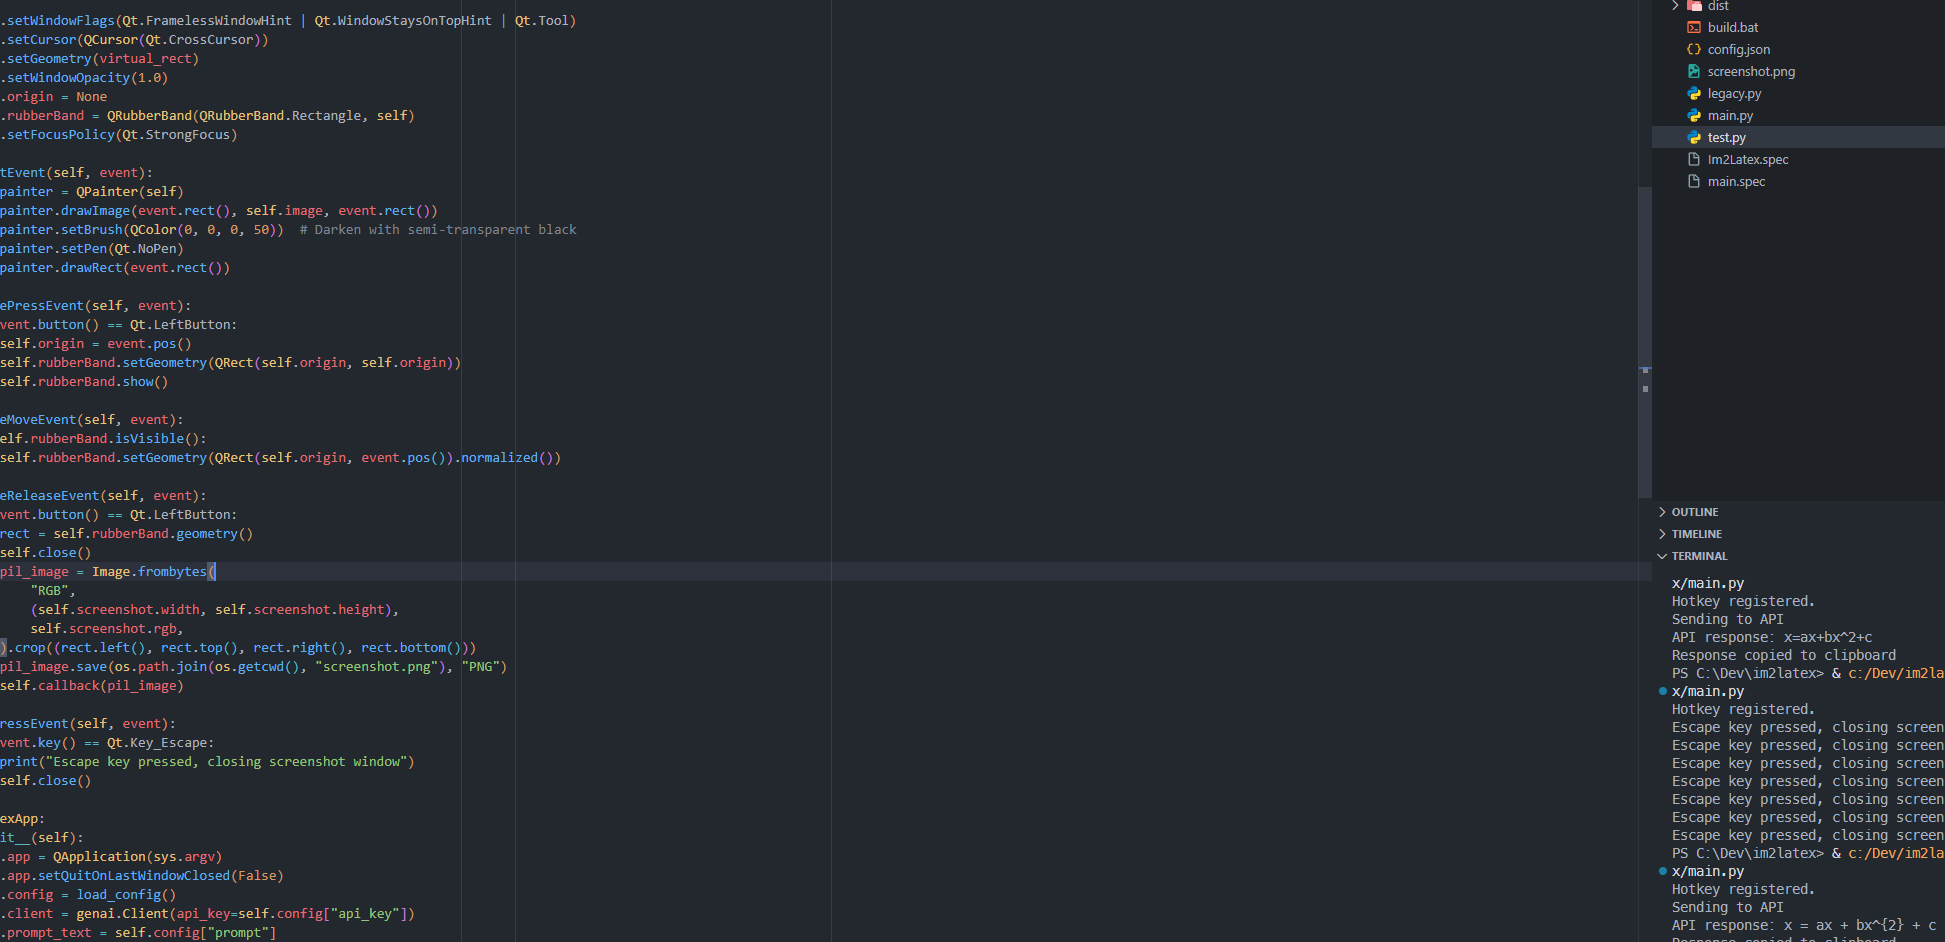 .setWindowFlags(Qt.FramelessWindowHint | Qt.WindowStaysOnTopHint | Qt.Tool)
.setCursor(QCursor(Qt.CrossCursor))
.setGeometry(virtual_rect)
.setWindowOpacity(1.0)
.origin = None
.rubberBand = QRubberBand(QRubberBand.Rectangle, self)
.setFocusPolicy(Qt.StrongFocus)
tEvent(self, event):
painter = QPainter(self)
painter.drawImage(event.rect(), self.image, event.rect())
painter.setBrush(QColor(0, 0, 0, 50))  # Darken with semi-transparent black
painter.setPen(Qt.NoPen)
painter.drawRect(event.rect())
ePressEvent(self, event):
vent.button() == Qt.LeftButton:
self.origin = event.pos()
self.rubberBand.setGeometry(QRect(self.origin, self.origin))
self.rubberBand.show()
eMoveEvent(self, event):
elf.rubberBand.isVisible():
self.rubberBand.setGeometry(QRect(self.origin, event.pos()).normalized())
eReleaseEvent(self, event):
vent.button() == Qt.LeftButton:
rect = self.rubberBand.geometry()
self.close()
pil_image = Image.frombytes(
"RGB",
(self.screenshot.width, self.screenshot.height),
self.screenshot.rgb,
).crop((rect.left(), rect.top(), rect.right(), rect.bottom()))
pil_image.save(os.path.join(os.getcwd(), "screenshot.png"), "PNG")
self.callback(pil_image)
ressEvent(self, event):
vent.key() == Qt.Key_Escape:
print("Escape key pressed, closing screenshot window")
self.close()
exApp:
it__(self):
.app = QApplication(sys.argv)
.app.setQuitOnLastWindowClosed(False)
.config = load_config()
.client = genai.Client(api_key=self.config["api_key"])
.prompt_text = self.config["prompt"]
dist
build.bat
config.json
screenshot.png
legacy.py
main.py
test.py
Im2Latex.spec
main.spec
OUTLINE
TIMELINE
TERMINAL
x/main.py
Hotkey registered.
Sending to API
API response: x=ax+bx^2+c
Response copied to clipboard
PS C:\Dev\im2latex> & c:/Dev/im2la
x/main.py
Hotkey registered.
Escape key pressed, closing screen
Escape key pressed, closing screen
Escape key pressed, closing screen
Escape key pressed, closing screen
Escape key pressed, closing screen
Escape key pressed, closing screen
Escape key pressed, closing screen
PS C:\Dev\im2latex> & c:/Dev/im2la
x/main.py
Hotkey registered.
Sending to API
API response: x = ax + bx^{2} + c
Response copied to clipboard